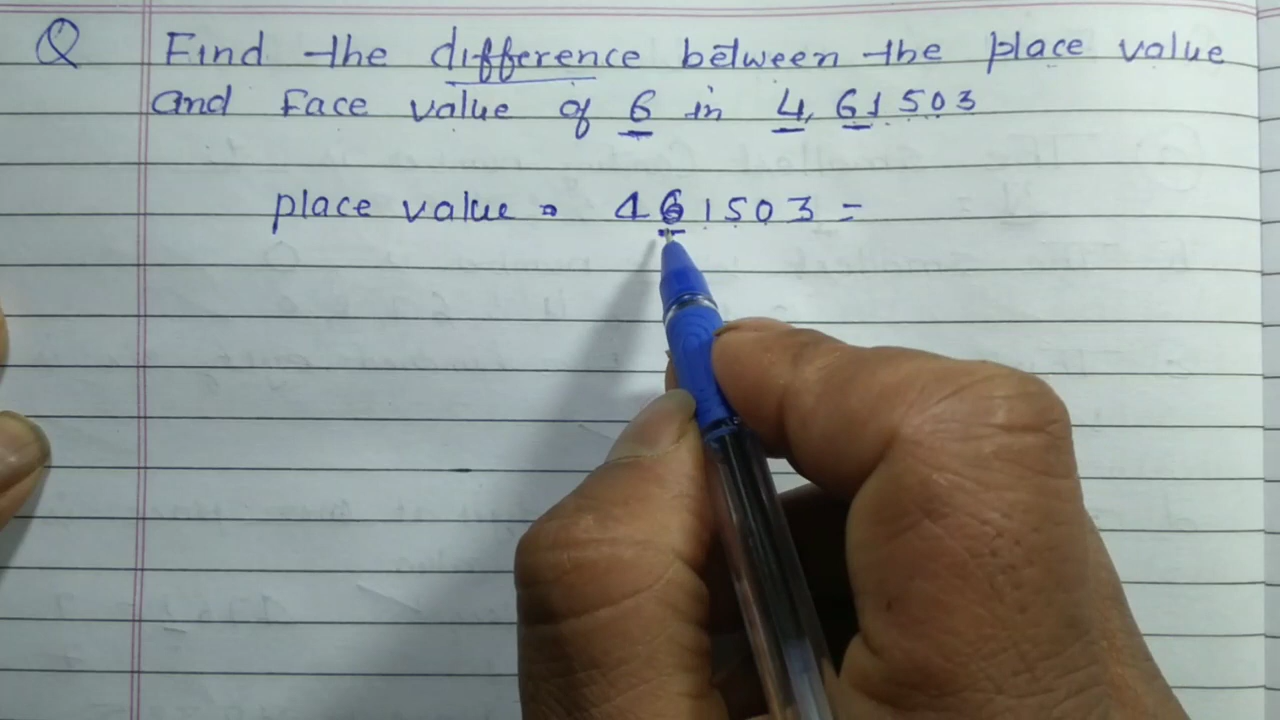 Q Find the difference between the place value
and Face value of 6 in 4,61503
place value = 461503 =